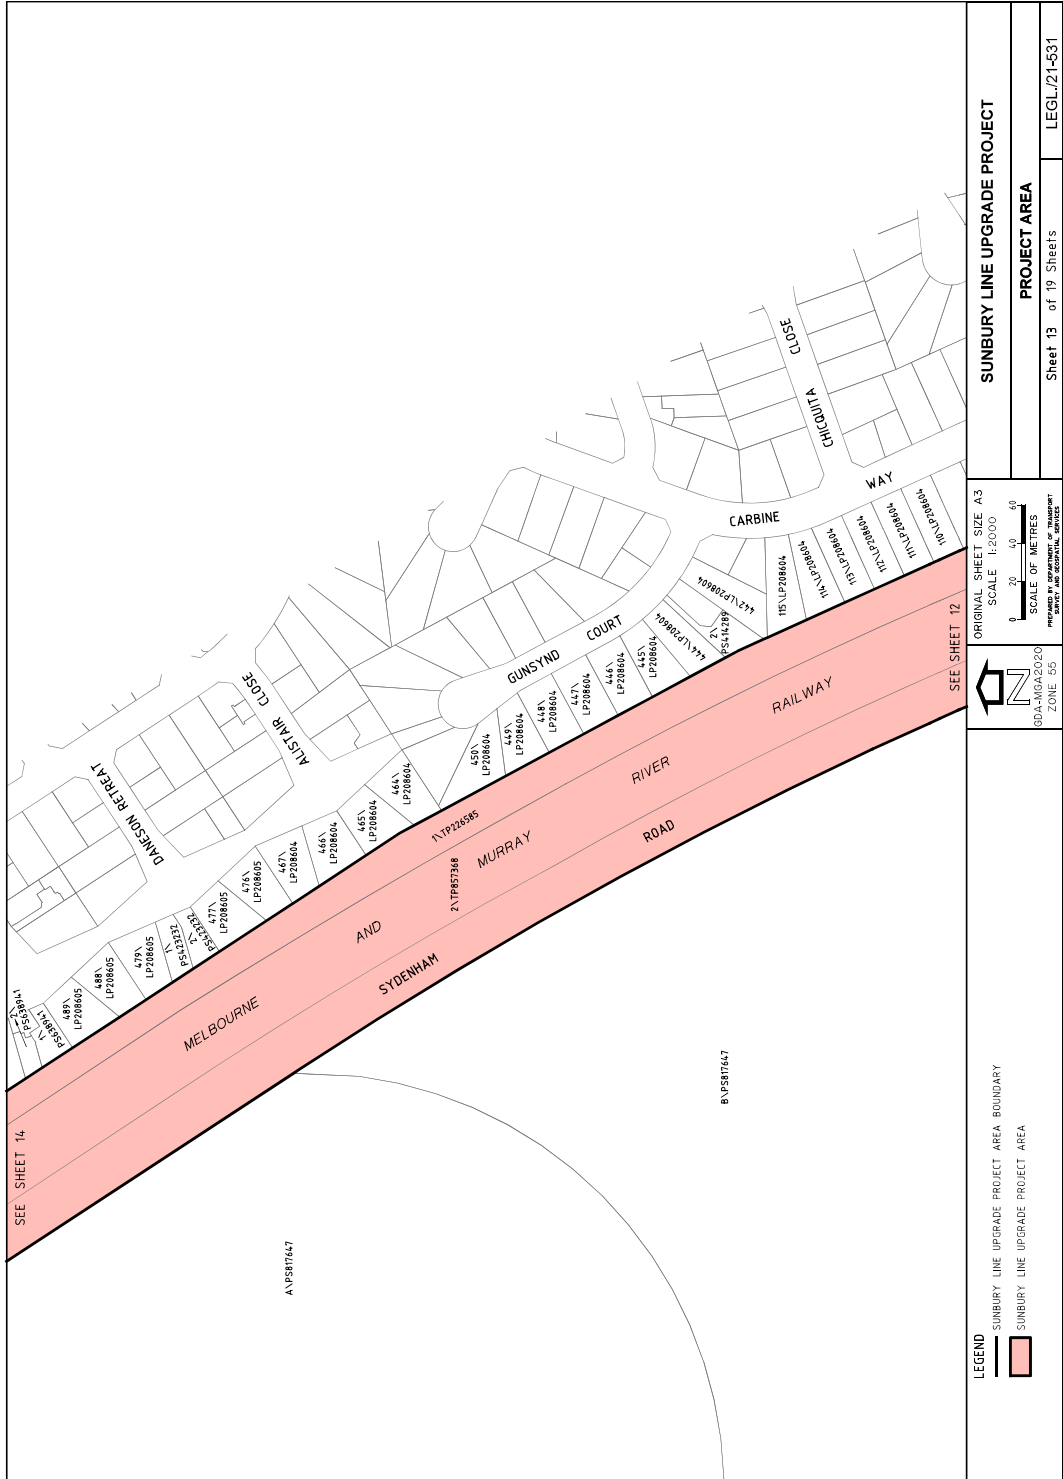 SEE SHEET 14
2\
PS638941
1\
PS638941
489\
LP208605
488\
LP208605
479\
LP208605
1\
PS423232
2\
PS423232
477\
LP208605
476\
LP208605
467\
LP208604
466\
LP208604
465\
LP208604
464\
LP208604
450\
LP208604
449\
LP208604
448\
LP208604
447\
LP208604
446\
LP208604
445\
LP208604
444\LP208604
2\
PS414289
442\LP208604
115\LP208604
114\LP208604
113\LP208604
112\LP208604
111\LP208604
110\LP208604
DANESON RETREAT
ALISTAIR CLOSE
GUNSYND COURT
CARBINE WAY
CHICQUITA CLOSE
1\TP226585
2\TP857368
MELBOURNE AND MURRAY RIVER RAILWAY
SYDENHAM ROAD
A\PS817647
B\PS817647
SEE SHEET 12
LEGEND
SUNBURY LINE UPGRADE PROJECT AREA BOUNDARY
SUNBURY LINE UPGRADE PROJECT AREA
N
GDA-MGA2020
ZONE 55
ORIGINAL SHEET SIZE A3
SCALE 1:2000
0 20 40 60
SCALE OF METRES
PREPARED BY DEPARTMENT OF TRANSPORT
SURVEY AND GEOSPATIAL SERVICES
SUNBURY LINE UPGRADE PROJECT
PROJECT AREA
Sheet 13 of 19 Sheets
LEGL./21-531